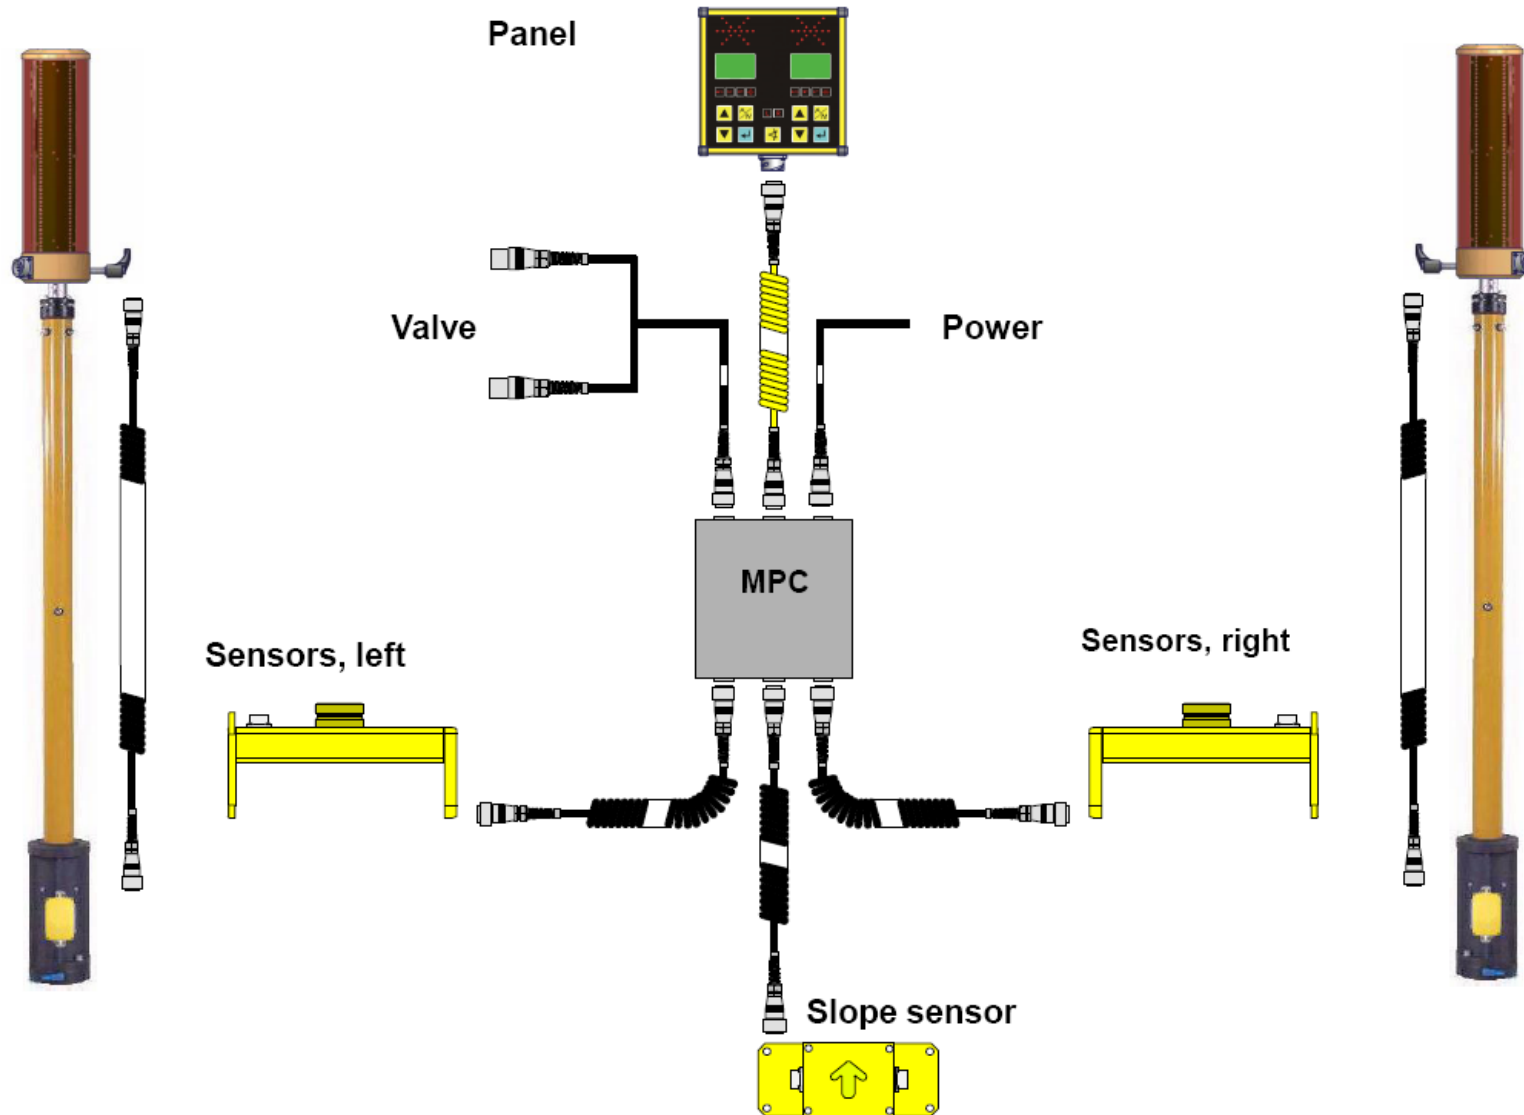 Panel
Valve
Power
MPC
Sensors, left
Sensors, right
Slope sensor